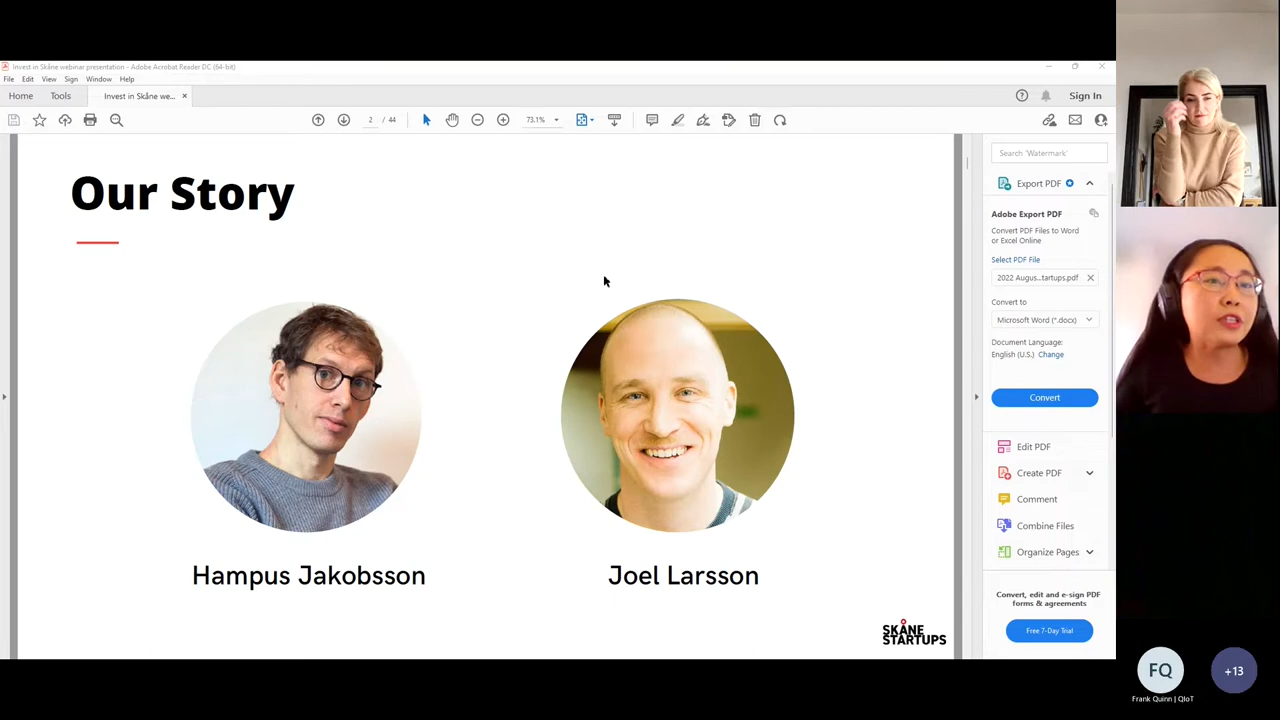 Invest in Skåne webinar presentation - Adobe Acrobat Reader DC (64-bit)
File Edit View Sign Window Help
Home Tools Invest in Skåne we... × Sign In
2 / 44 73.1%
Our Story
Hampus Jakobsson
Joel Larsson
SKÅNE
STARTUPS
Search 'Watermark'
Export PDF
Adobe Export PDF
Convert PDF Files to Word
or Excel Online
Select PDF File
2022 Augus...tartups.pdf
Convert to
Microsoft Word (*.docx)
Document Language:
English (U.S.) Change
Convert
Edit PDF
Create PDF
Comment
Combine Files
Organize Pages
Convert, edit and e-sign PDF
forms & agreements
Free 7-Day Trial
FQ
+13
Frank Quinn | QIoT